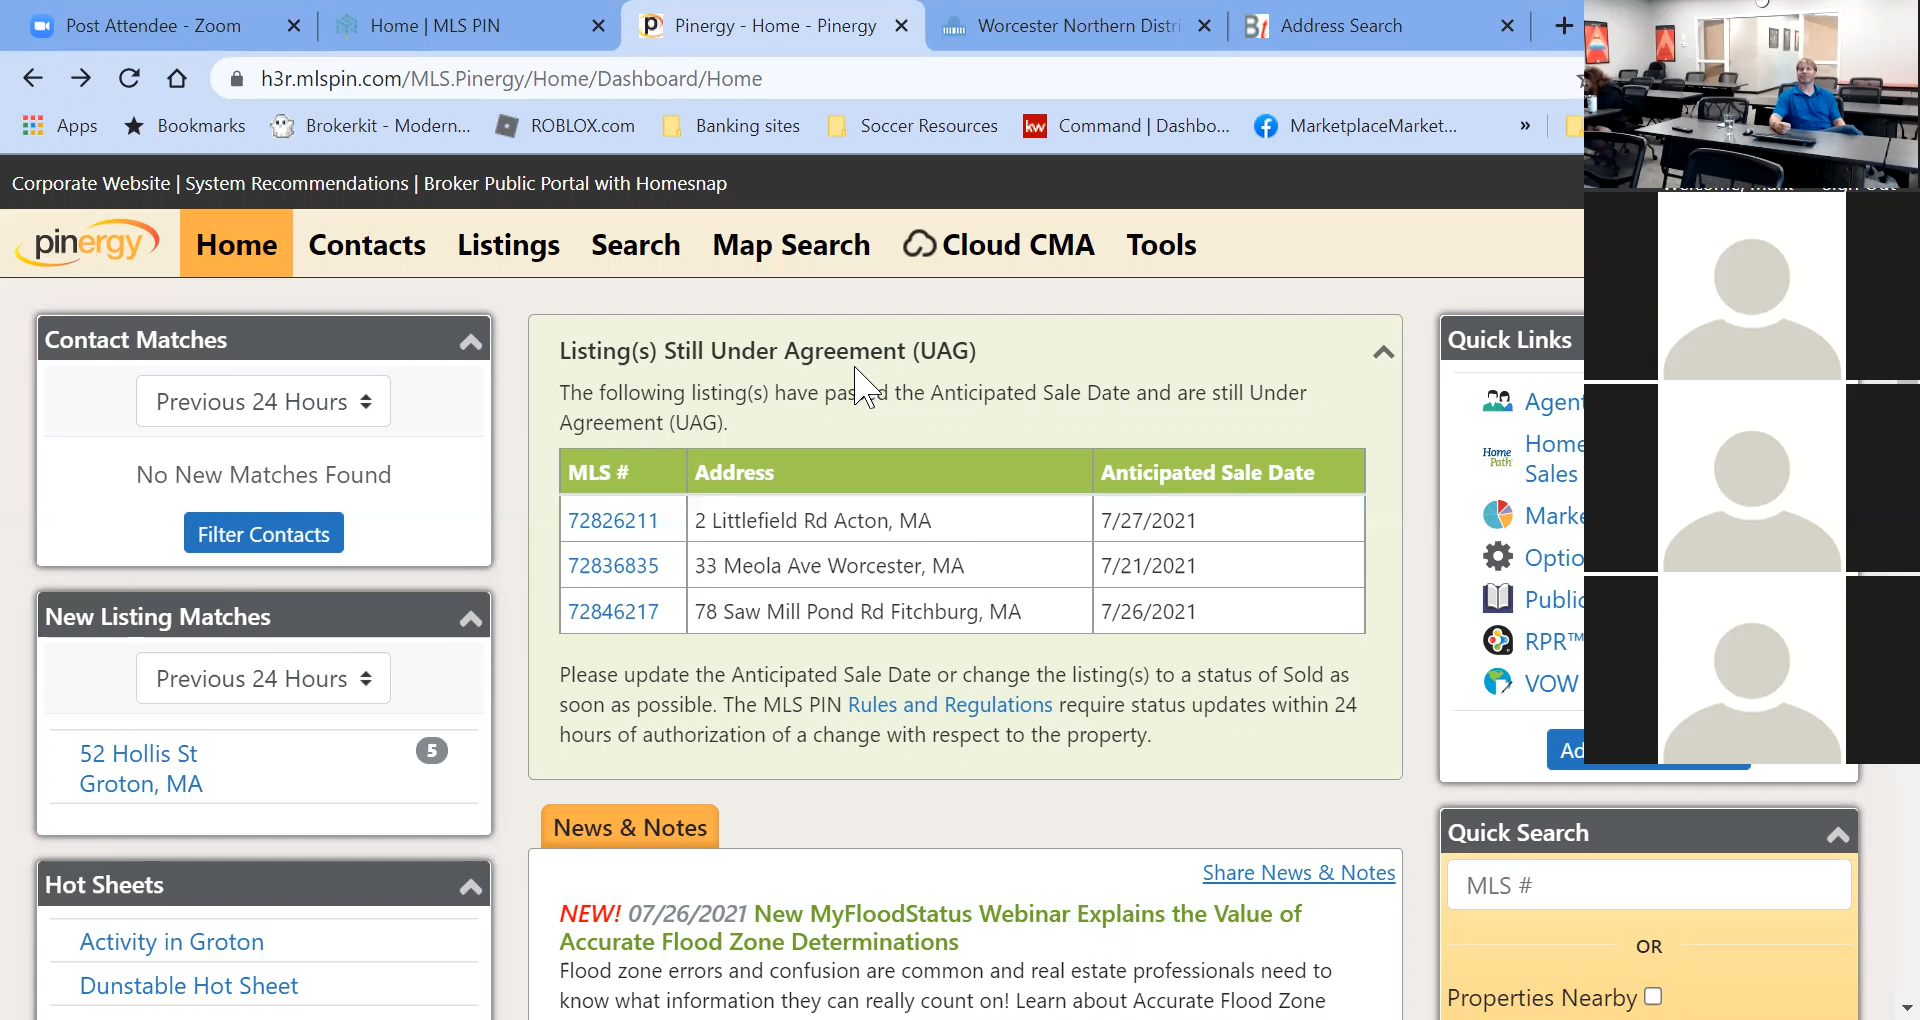 Post Attendee - Zoom
Home | MLS PIN
Pinergy - Home - Pinergy
Worcester Northern Distri
Address Search
h3r.mlspin.com/MLS.Pinergy/Home/Dashboard/Home
Apps
Bookmarks
Brokerkit - Modern...
ROBLOX.com
Banking sites
Soccer Resources
kw Command | Dashbo...
MarketplaceMarket...
»
Corporate Website | System Recommendations | Broker Public Portal with Homesnap
pinergy
Home
Contacts
Listings
Search
Map Search
Cloud CMA
Tools
Contact Matches
Previous 24 Hours
No New Matches Found
Filter Contacts
New Listing Matches
Previous 24 Hours
52 Hollis St
Groton, MA
5
Hot Sheets
Activity in Groton
Dunstable Hot Sheet
Listing(s) Still Under Agreement (UAG)
The following listing(s) have pas d the Anticipated Sale Date and are still Under
Agreement (UAG).
MLS # Address Anticipated Sale Date
72826211 2 Littlefield Rd Acton, MA 7/27/2021
72836835 33 Meola Ave Worcester, MA 7/21/2021
72846217 78 Saw Mill Pond Rd Fitchburg, MA 7/26/2021
Please update the Anticipated Sale Date or change the listing(s) to a status of Sold as
soon as possible. The MLS PIN Rules and Regulations require status updates within 24
hours of authorization of a change with respect to the property.
News & Notes
Share News & Notes
NEW! 07/26/2021 New MyFloodStatus Webinar Explains the Value of
Accurate Flood Zone Determinations
Flood zone errors and confusion are common and real estate professionals need to
know what information they can really count on! Learn about Accurate Flood Zone
Quick Links
Agent
Home Path
Home
Sales
Marke
Optio
Public
RPR™
VOW
Ad
Quick Search
MLS #
OR
Properties Nearby